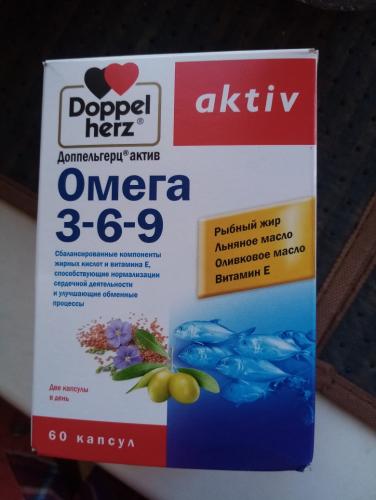 Doppel
herz®
aktiv
Доппельгерц® актив
Омега
3-6-9
Сбалансированные компоненты
жирных кислот и витамина Е,
способствующие нормализации
сердечной деятельности
и улучшающие обменные
процессы
Рыбный жир
Льняное масло
Оливковое масло
Витамин Е
Две капсулы
в день
60 капсул